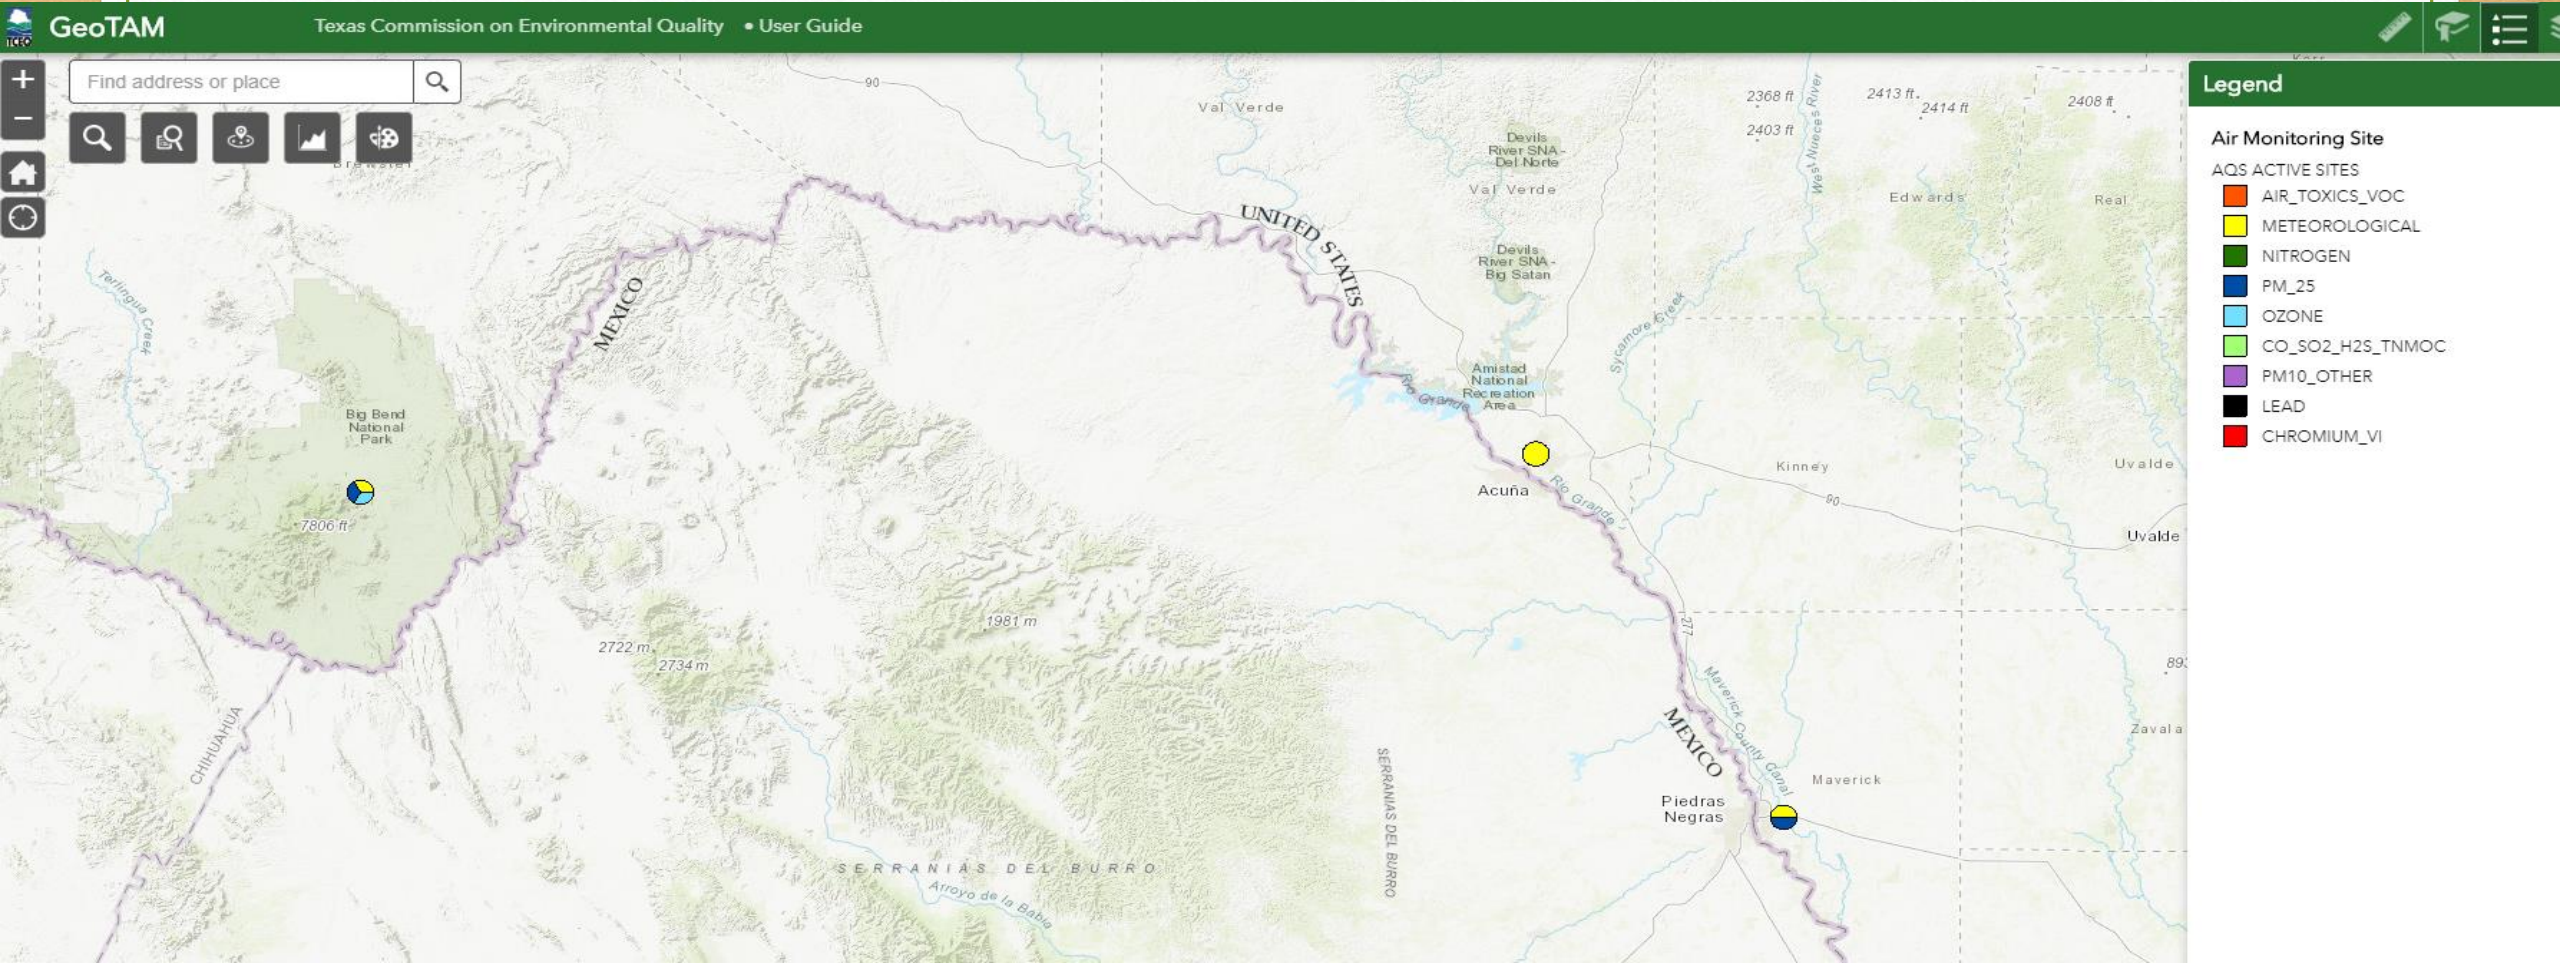 TCEQ
GeoTAM
Texas Commission on Environmental Quality • User Guide
Find address or place
Legend
Air Monitoring Site
AQS ACTIVE SITES
AIR_TOXICS_VOC
METEOROLOGICAL
NITROGEN
PM_25
OZONE
CO_SO2_H2S_TNMOC
PM10_OTHER
LEAD
CHROMIUM_VI
90
Val Verde
2368 ft
2403 ft
West Nueces River
2413 ft
2414 ft
2408 ft
Brewster
Devils
River SNA -
Del Norte
Val Verde
Edwards
Real
UNITED STATES
Devils
River SNA -
Big Satan
Terlingua Creek
MEXICO
Sycamore Creek
Amistad
National
Recreation
Area
Rio Grande
Big Bend
National
Park
7806 ft
Acuña
Rio Grande
Kinney
90
Uvalde
Uvalde
1981 m
2722 m
2734 m
277
Maverick County Canal
MEXICO
CHIHUAHUA
Zavala
Maverick
Piedras
Negras
SERRANIAS DEL BURRO
SERRANIAS DEL BURRO
Arroyo de la Babia